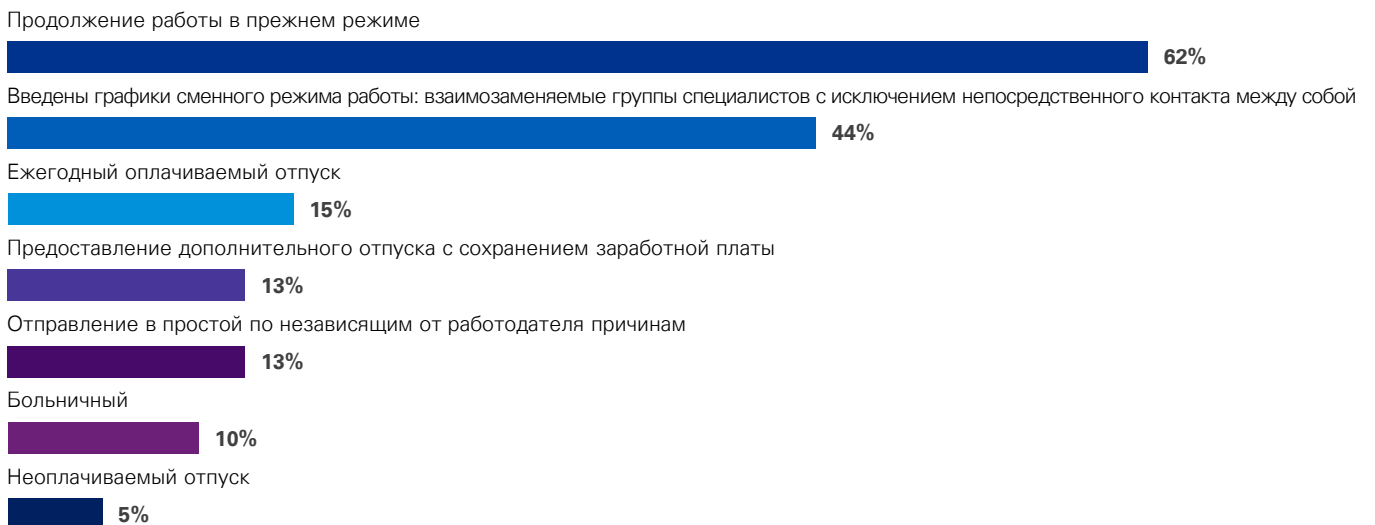 Продолжение работы в прежнем режиме
62%
Введены графики сменного режима работы: взаимозаменяемые группы специалистов с исключением непосредственного контакта между собой
44%
Ежегодный оплачиваемый отпуск
15%
Предоставление дополнительного отпуска с сохранением заработной платы
13%
Отправление в простой по независящим от работодателя причинам
13%
Больничный
10%
Неоплачиваемый отпуск
5%